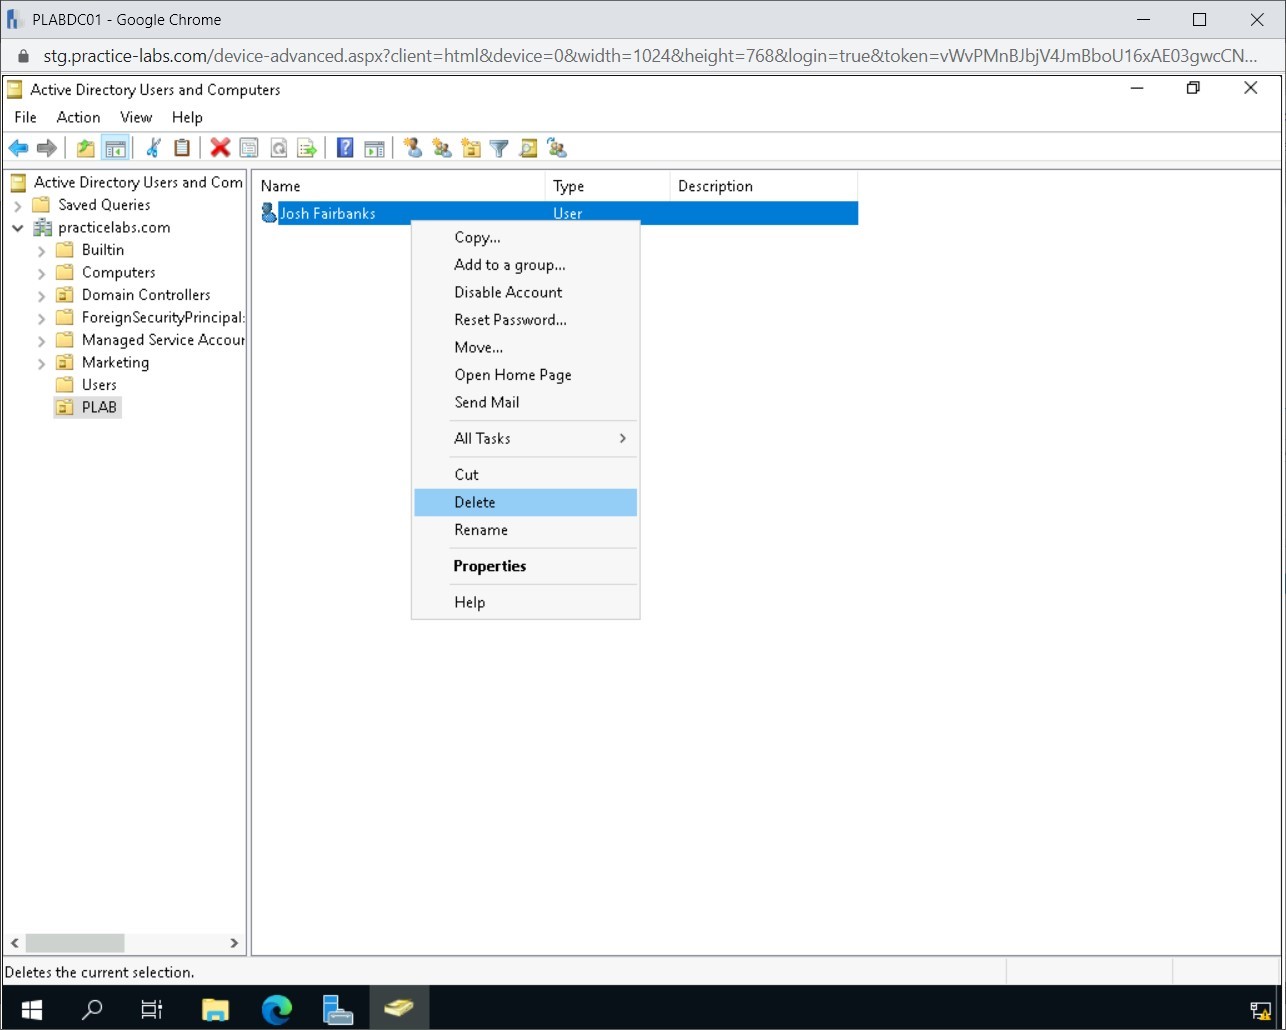 PLABDC01 - Google Chrome
stg.practice-labs.com/device-advanced.aspx?client=html&device=0&width=1024&height=768&login=true&token=vWvPMnBJbjV4JmBboU16xAE03gwcCN...
Active Directory Users and Computers
File Action View Help
Active Directory Users and Com
Saved Queries
practicelabs.com
Builtin
Computers
Domain Controllers
ForeignSecurityPrincipal:
Managed Service Accour
Marketing
Users
PLAB
Name Type Description
Josh Fairbanks User
Copy...
Add to a group...
Disable Account
Reset Password...
Move...
Open Home Page
Send Mail
All Tasks
Cut
Delete
Rename
Properties
Help
Deletes the current selection.